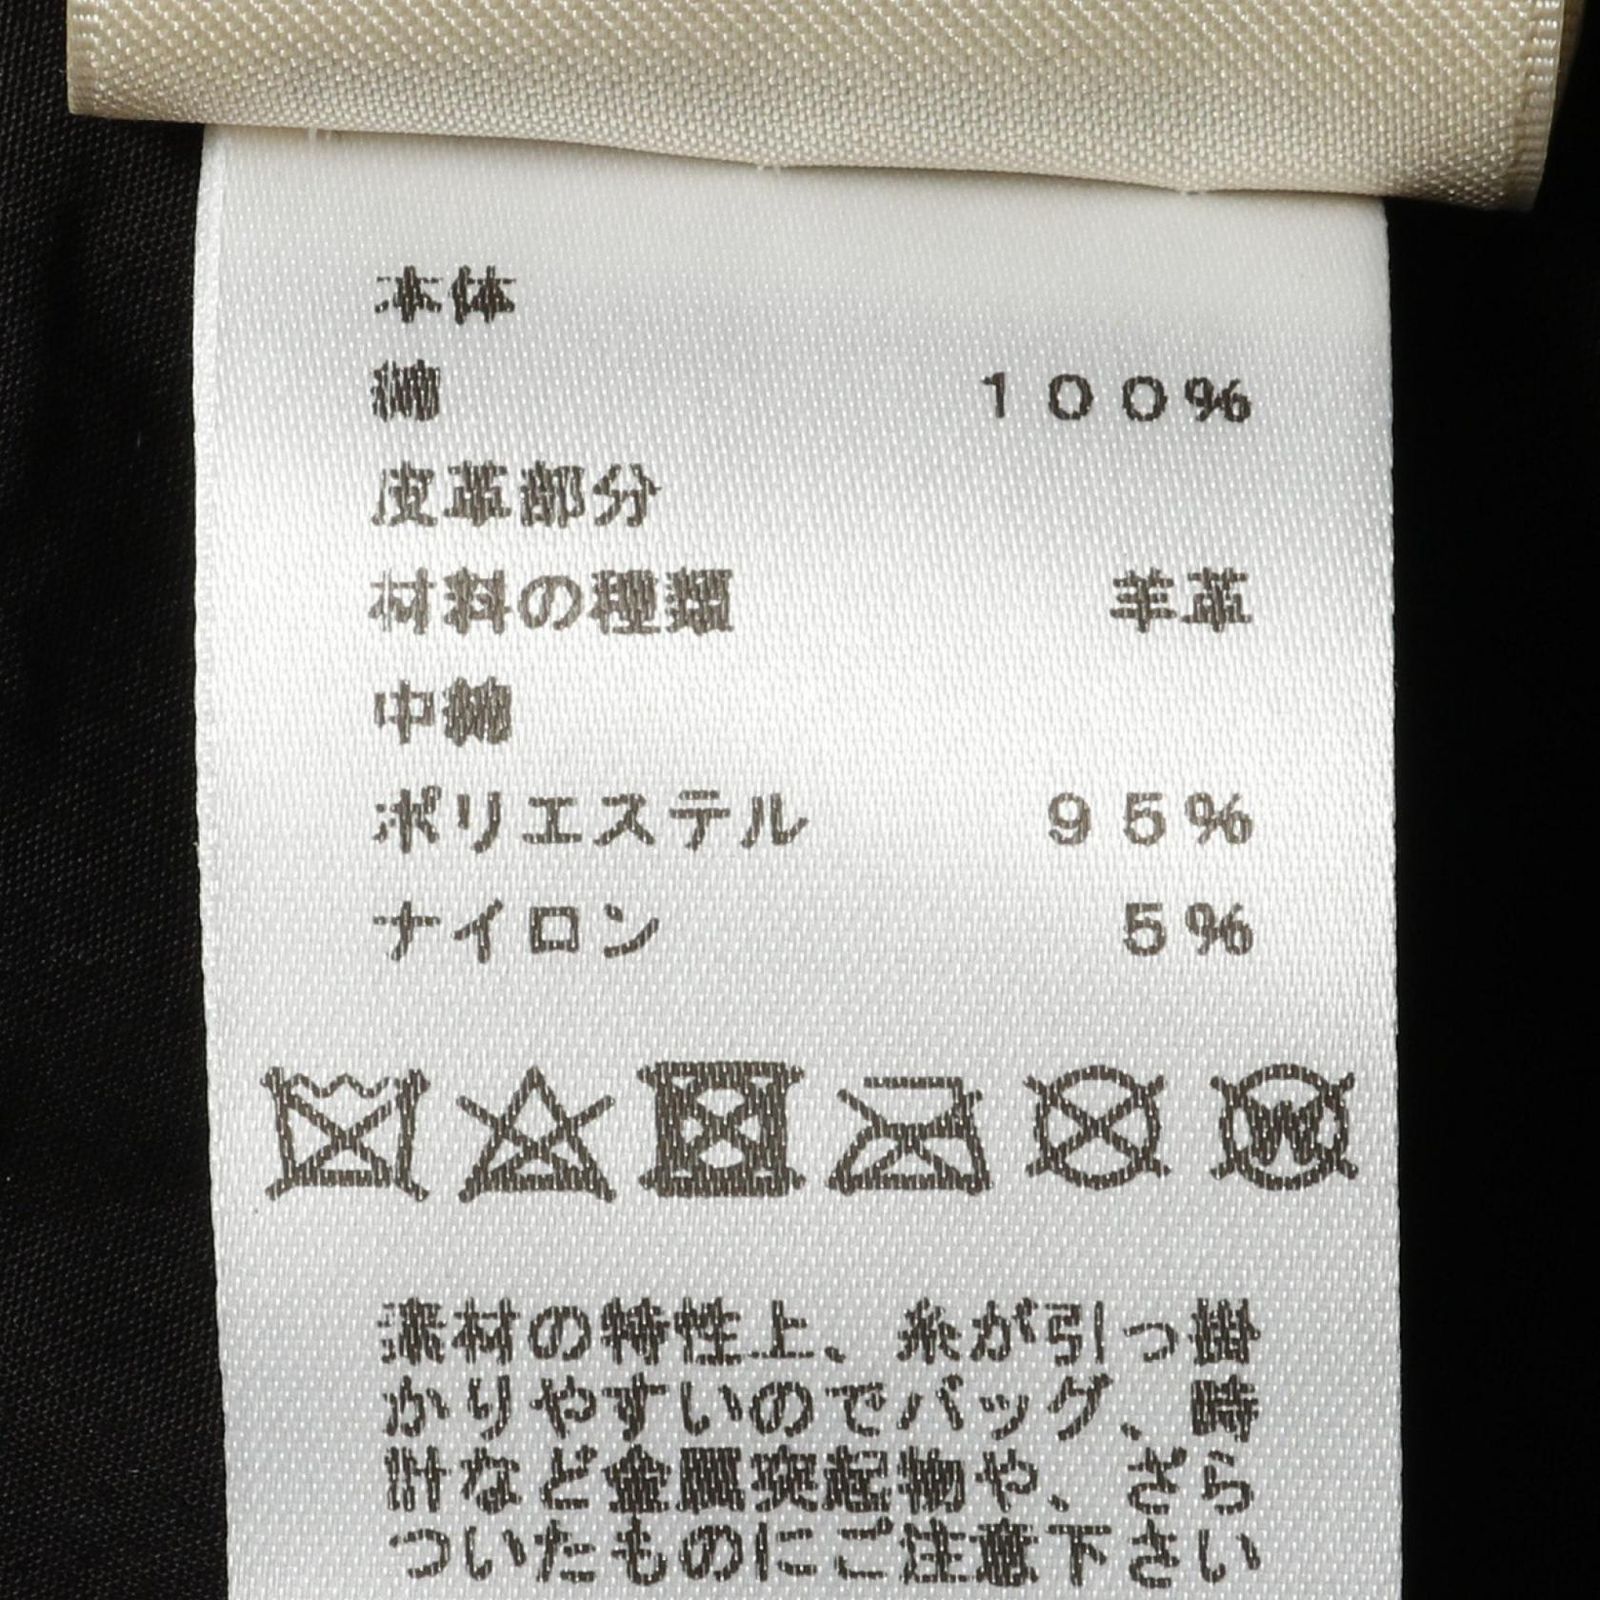 本体
綿 100%
皮革部分
材料の種類 羊革
中綿
ポリエステル 95%
ナイロン 5%
W
素材の特性上、糸が引っ掛
かりやすいのでバッグ、時
計など金属突起物や、ざら
ついたものにご注意下さい